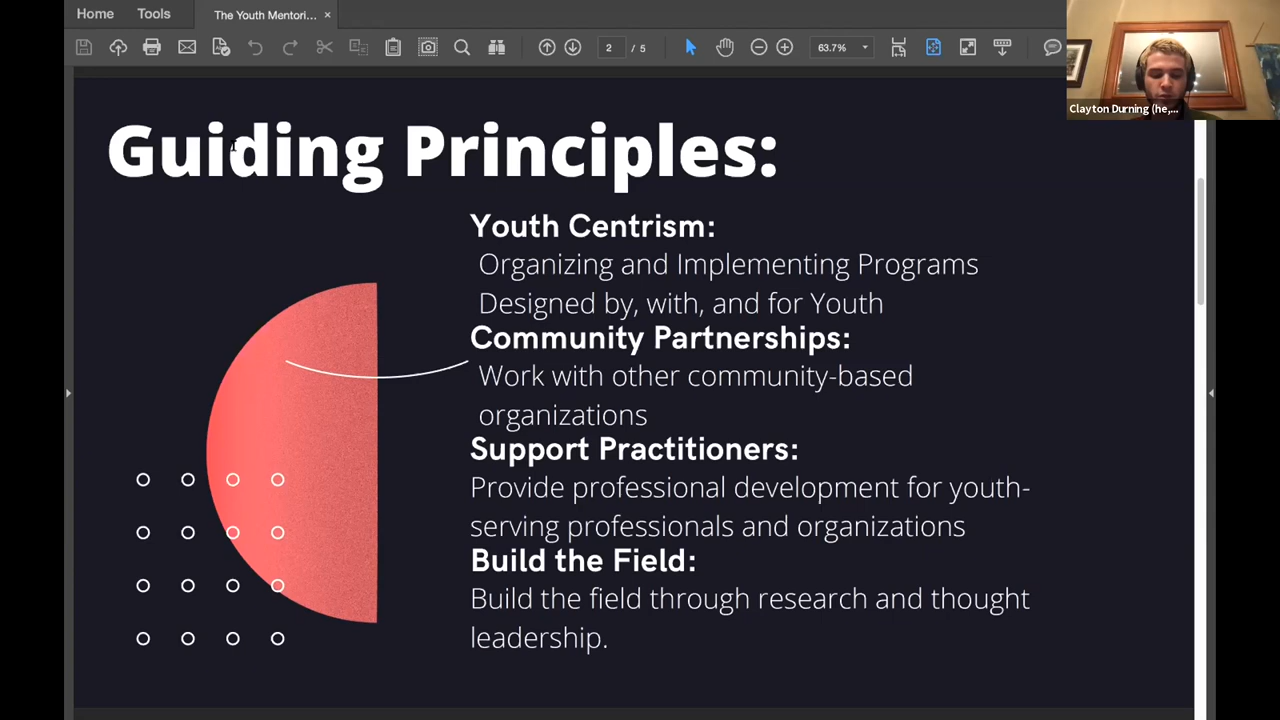 Home Tools The Youth Mentori... ×
2 / 5 63.7%
Clayton Durning (he,...
Guiding Principles:
Youth Centrism:
Organizing and Implementing Programs
Designed by, with, and for Youth
Community Partnerships:
Work with other community-based
organizations
Support Practitioners:
Provide professional development for youth-
serving professionals and organizations
Build the Field:
Build the field through research and thought
leadership.